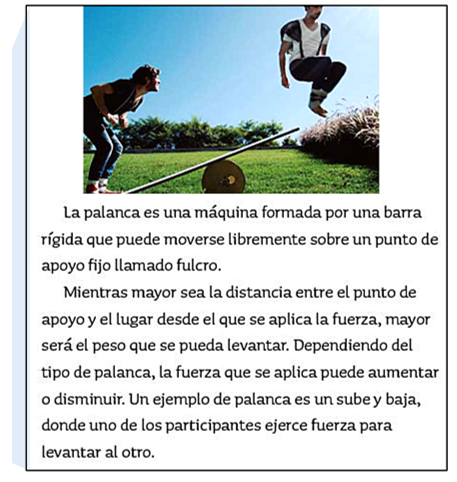 La palanca es una máquina formada por una barra
rígida que puede moverse libremente sobre un punto de
apoyo fijo llamado fulcro.
Mientras mayor sea la distancia entre el punto de
apoyo y el lugar desde el que se aplica la fuerza, mayor
será el peso que se pueda levantar. Dependiendo del
tipo de palanca, la fuerza que se aplica puede aumentar
o disminuir. Un ejemplo de palanca es un sube y baja,
donde uno de los participantes ejerce fuerza para
levantar al otro.